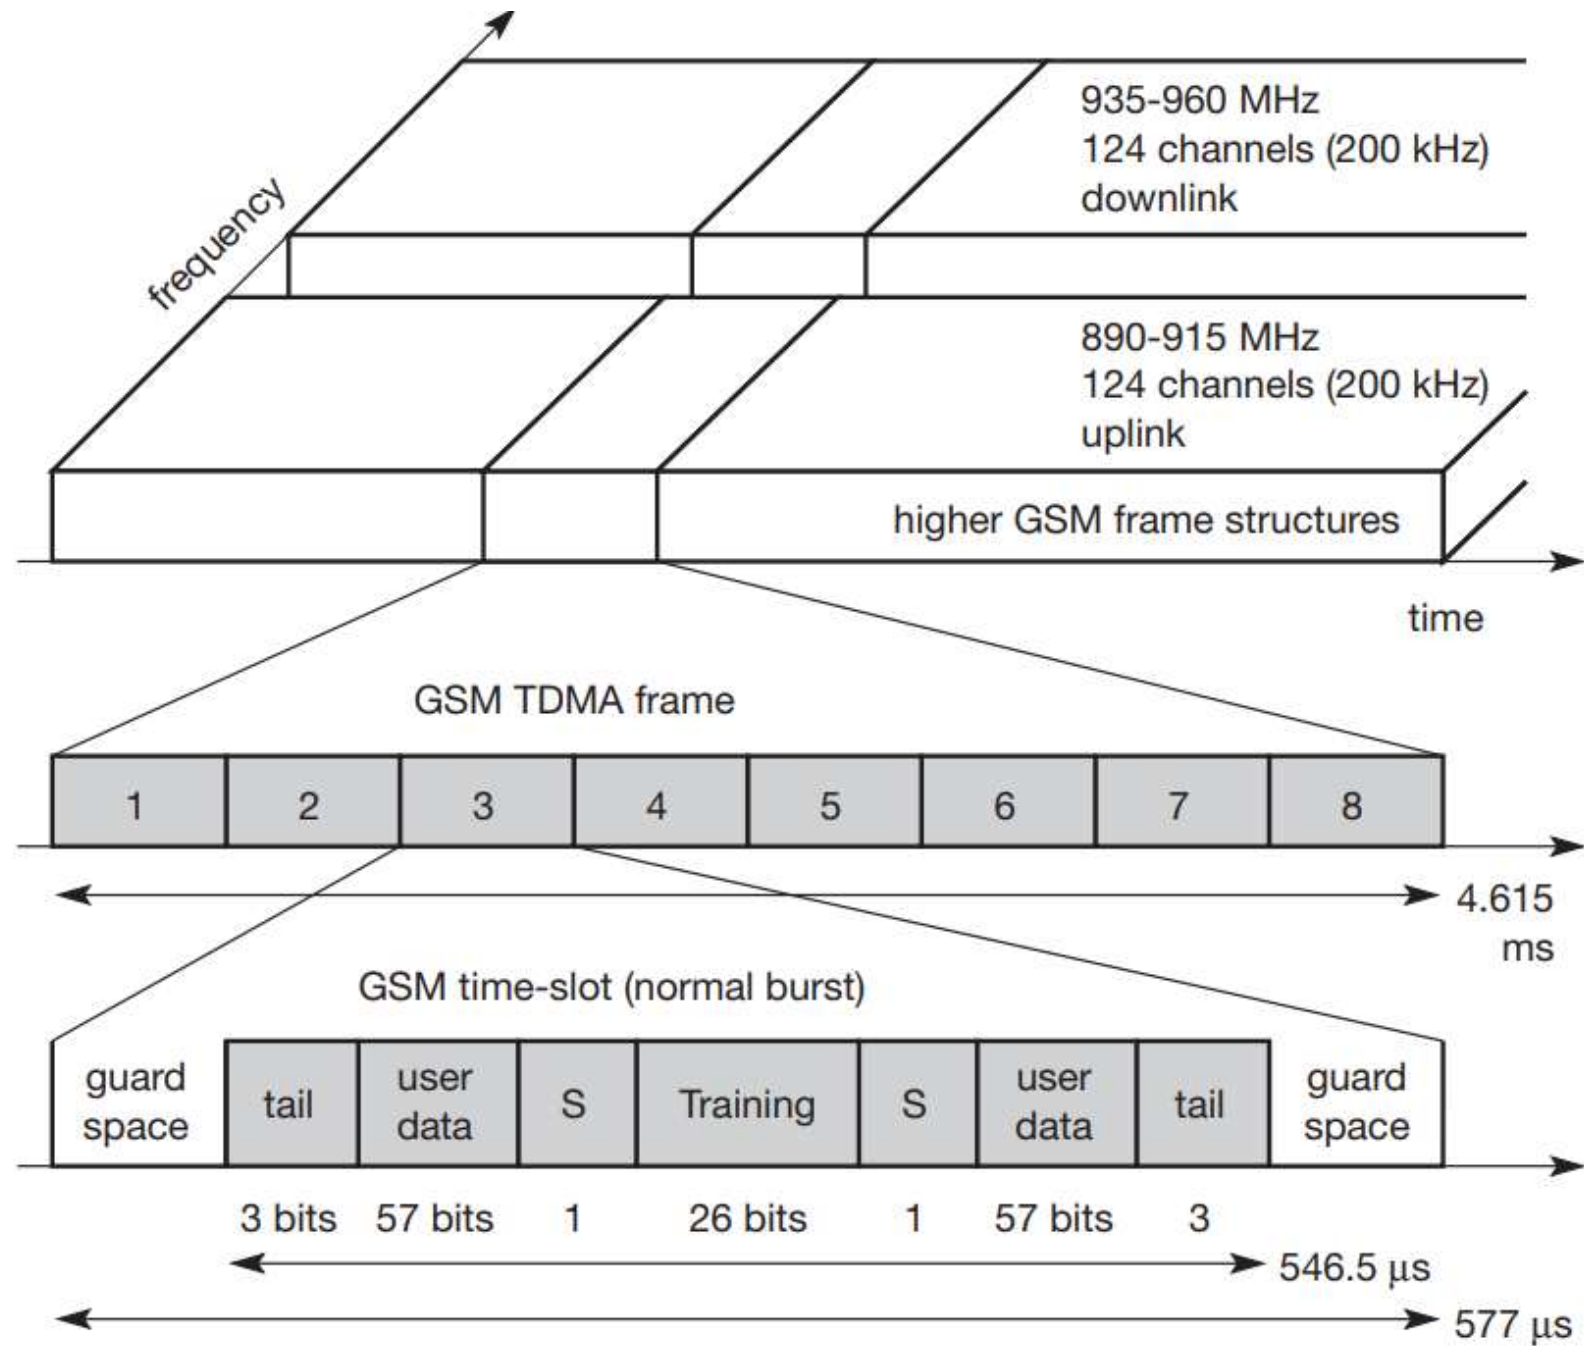 935-960 MHz
124 channels (200 kHz)
downlink
frequency
890-915 MHz
124 channels (200 kHz)
uplink
higher GSM frame structures
time
GSM TDMA frame
1 2 3 4 5 6 7 8
4.615
ms
GSM time-slot (normal burst)
guard
space
tail
user
data
S
Training
S
user
data
tail
guard
space
3 bits 57 bits 1 26 bits 1 57 bits 3
546.5 μs
577 μs